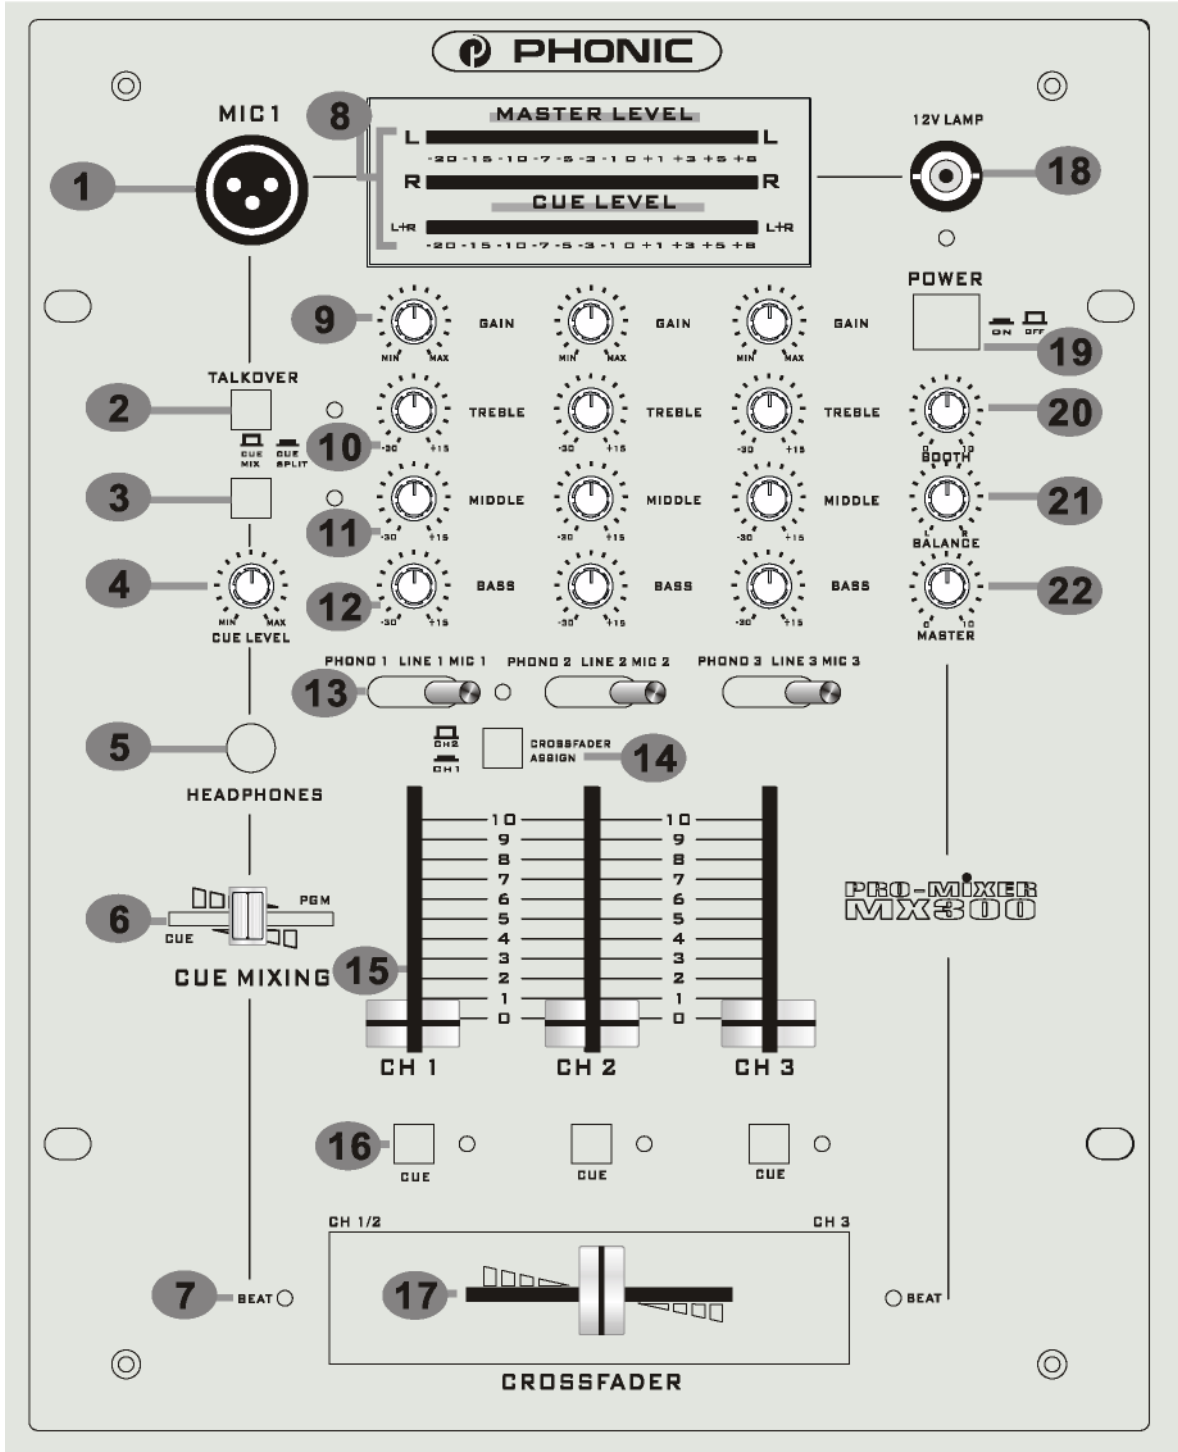 PHONIC
MIC1
8
MASTER LEVEL
12V LAMP
L L
-20 -15 -10 -7 -5 -3 -1 0 +1 +3 +5 +8
1
R R
18
CUE LEVEL
L+R L+R
-20 -15 -10 -7 -5 -3 -1 0 +1 +3 +5 +8
POWER
9
GAIN GAIN GAIN
ON OFF
19
MIN MAX MIN MAX MIN MAX
TALKOVER
2
TREBLE TREBLE TREBLE
20
10
-30 +15 -30 +15 -30 +15
0 10
BOOTH
CUE MIX
CUE SPLIT
3
MIDDLE MIDDLE MIDDLE
21
11
-30 +15 -30 +15 -30 +15
L R
BALANCE
4
BASS BASS BASS
22
12
MIN MAX
-30 +15 -30 +15 -30 +15
0 10
CUE LEVEL
MASTER
PHONO 1 LINE 1 MIC 1
PHONO 2 LINE 2 MIC 2
PHONO 3 LINE 3 MIC 3
13
5
CH2
CH1
CROSSFADER
ASSIGN
14
HEADPHONES
10 10
9 9
8 8
7 7
6 6
5 5
4 4
3 3
2 2
1 1
0 0
PGM
6
CUE
CUE MIXING
15
PRO-MIXER
MX300
CH 1 CH 2 CH 3
16
CUE CUE CUE
CH 1/2 CH 3
7
BEAT
17
BEAT
CROSSFADER